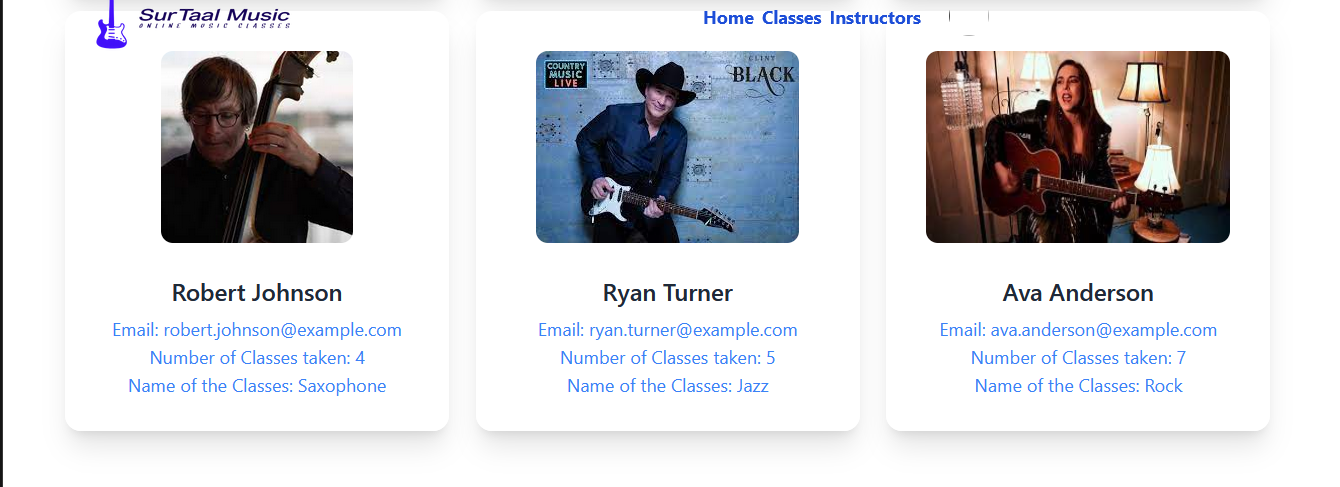 SurTaal Music
ONLINE MUSIC CLASSES
Home Classes Instructors
COUNTRY
MUSIC
LIVE
CLINT
BLACK
Robert Johnson
Email: robert.johnson@example.com
Number of Classes taken: 4
Name of the Classes: Saxophone
Ryan Turner
Email: ryan.turner@example.com
Number of Classes taken: 5
Name of the Classes: Jazz
Ava Anderson
Email: ava.anderson@example.com
Number of Classes taken: 7
Name of the Classes: Rock